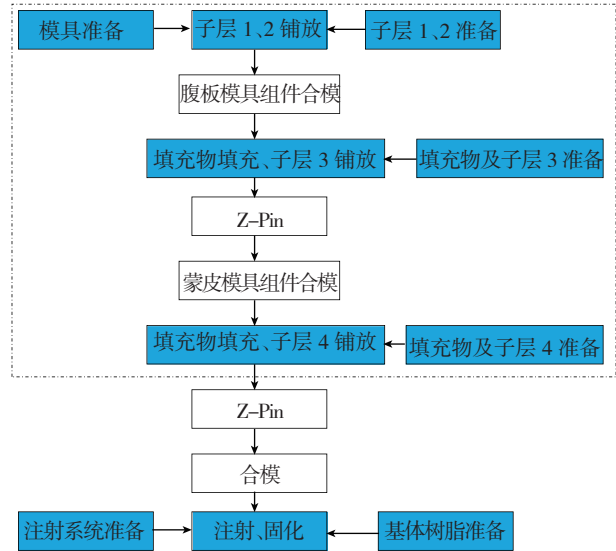 模具准备
子层1、2铺放
子层1、2准备
腹板模具组件合模
填充物填充、子层3铺放
填充物及子层3准备
Z-Pin
蒙皮模具组件合模
填充物填充、子层4铺放
填充物及子层4准备
Z-Pin
合模
注射系统准备
注射、固化
基体树脂准备